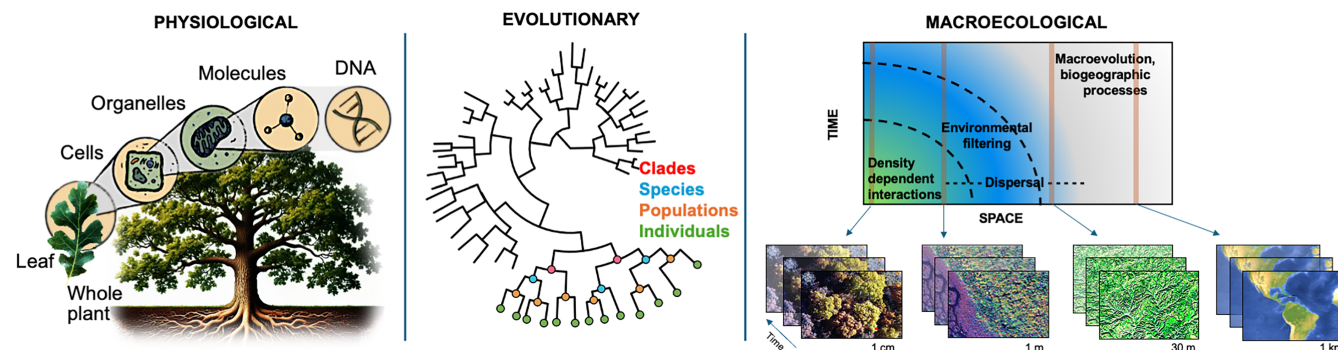 PHYSIOLOGICAL
DNA
Molecules
Organelles
Cells
Leaf
Whole
plant
EVOLUTIONARY
Clades
Species
Populations
Individuals
MACROECOLOGICAL
TIME
Macroevolution,
biogeographic
processes
Environmental
filtering
Density
dependent
interactions
Dispersal
SPACE
Time
1 cm
1 m
30 m